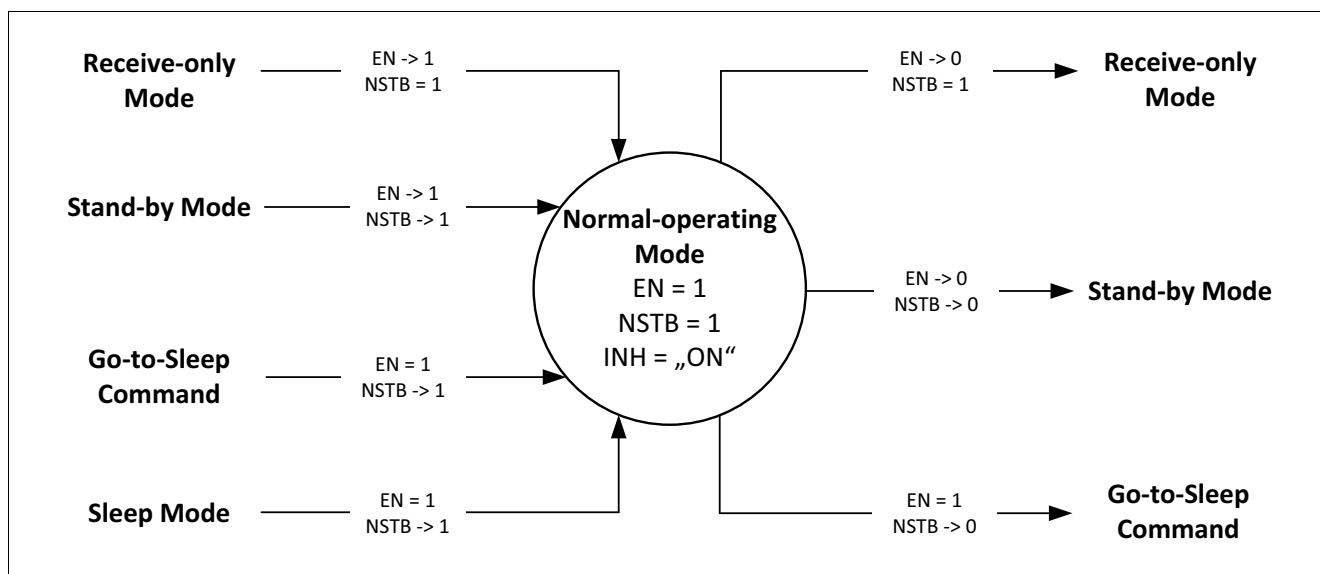 Receive-only
Mode
EN -> 1
NSTB = 1
EN -> 0
NSTB = 1
Receive-only
Mode
Stand-by Mode
EN -> 1
NSTB -> 1
Normal-operating
Mode
EN = 1
NSTB = 1
INH = „ON“
EN -> 0
NSTB -> 0
Stand-by Mode
Go-to-Sleep
Command
EN = 1
NSTB -> 1
Sleep Mode
EN = 1
NSTB -> 1
EN = 1
NSTB -> 0
Go-to-Sleep
Command